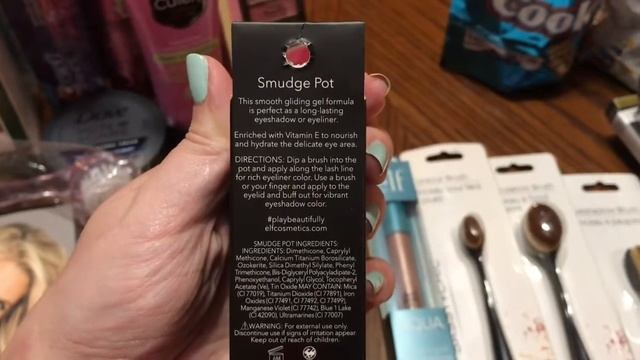 Smudge Pot
This smooth gliding gel formula
is perfect as a long-lasting
eyeshadow or eyeliner.
Enriched with Vitamin E to nourish
and hydrate the delicate eye area.
DIRECTIONS: Dip a brush into the
pot and apply along the lash line
for rich eyeliner color. Use a brush
or your finger and apply to the
eyelid and buff out for vibrant
eyeshadow color.
#playbeautifully
elfcosmetics.com
SMUDGE POT INGREDIENTS:
INGREDIENTS: Dimethicone, Caprylyl
Methicone, Calcium Titanium Borosilicate,
Ozokerite, Silica Dimethyl Silylate, Phenyl
Trimethicone, Bis-Diglyceryl Polyacyladipate-2,
Phenoxyethanol, Caprylyl Glycol, Tocopheryl
Acetate (Ve), Tin Oxide MAY CONTAIN: Mica
(CI 77019), Titanium Dioxide (CI 77891), Iron
Oxides (CI 77491, CI 77492, CI 77499),
Manganese Violet (CI 77742), Blue 1 Lake
(CI 42090), Ultramarines (CI 77007)
WARNING: For external use only.
Discontinue use if signs of irritation appear.
Keep out of reach of children.
Dove
Cook
elf
AQUA